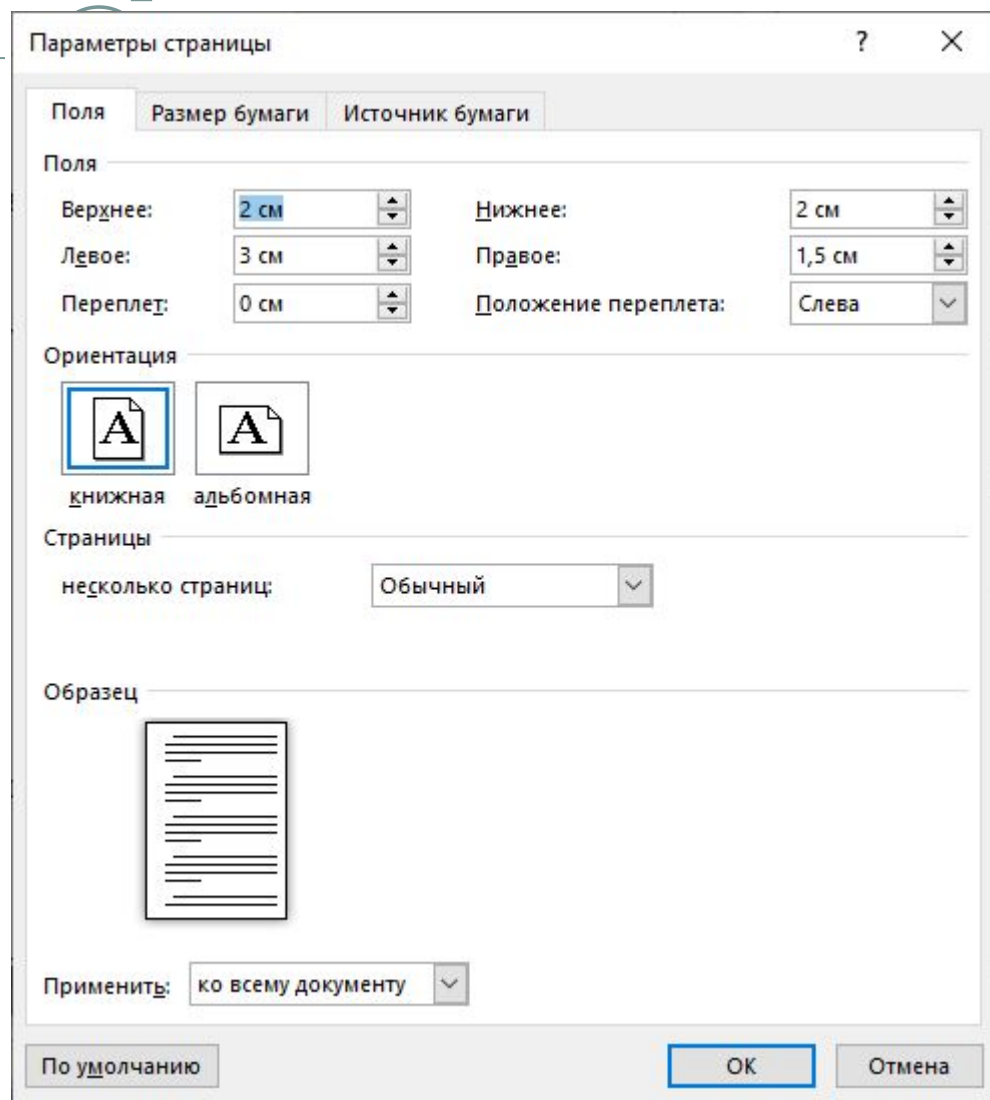 Параметры страницы ?
Поля Размер бумаги Источник бумаги
Поля
Верхнее: 2 см Нижнее: 2 см
Левое: 3 см Правое: 1,5 см
Переплет: 0 см Положение переплета: Слева
Ориентация
A A
книжная альбомная
Страницы
несколько страниц: Обычный
Образец
Применить: ко всему документу
По умолчанию ОК Отмена